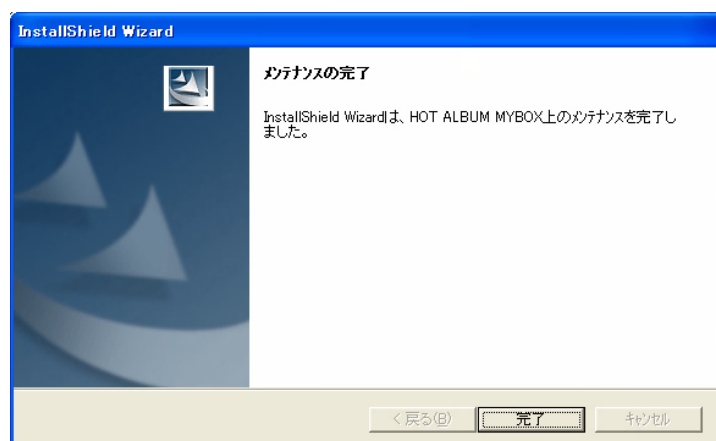 InstallShield Wizard
メンテナンスの完了
InstallShield Wizardは、HOT ALBUM MYBOX上のメンテナンスを完了し
ました。
< 戻る(B)
完了
キャンセル